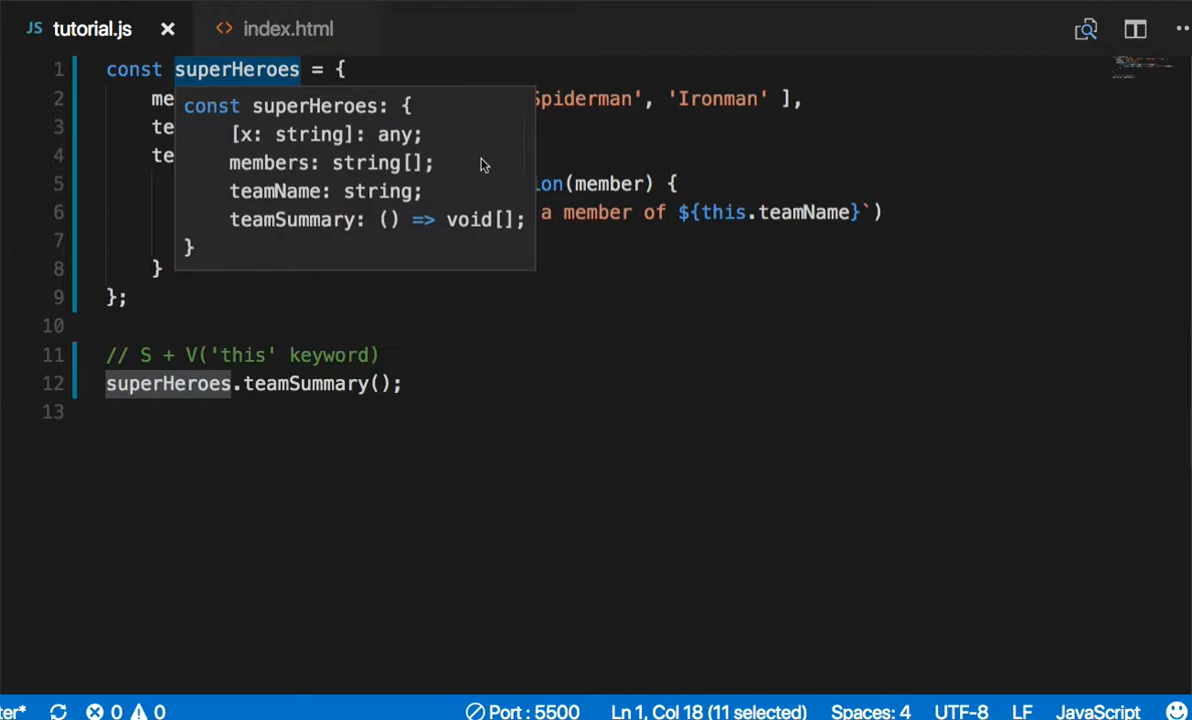 JS tutorial.js × <> index.html
1 const superHeroes = {
2 me Spiderman', 'Ironman' ],
3 te
4 te
5 ion(member) {
6 a member of ${this.teamName}`)
7
8 }
9 };
10
11 // S + V('this' keyword)
12 superHeroes.teamSummary();
13
const superHeroes: {
[x: string]: any;
members: string[];
teamName: string;
teamSummary: () => void[];
}
ter* 0 0 Port : 5500 Ln 1, Col 18 (11 selected) Spaces: 4 UTF-8 LF JavaScript